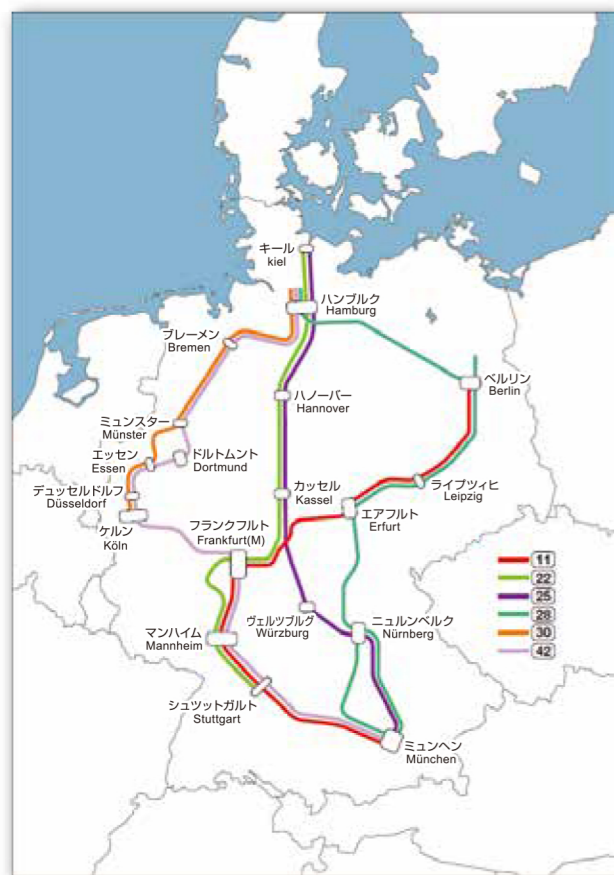 キール
kiel
ハンブルク
Hamburg
ブレーメン
Bremen
ベルリン
Berlin
ハノーバー
Hannover
ミュンスター
Münster
エッセン
Essen
ドルトムント
Dortmund
デュッセルドルフ
Düsseldorf
ケルン
Köln
カッセル
Kassel
ライプツィヒ
Leipzig
エアフルト
Erfurt
フランクフルト
Frankfurt(M)
11
22
25
28
30
42
ヴェルツブルグ
Würzburg
ニュルンベルク
Nürnberg
マンハイム
Mannheim
シュツットガルト
Stuttgart
ミュンヘン
München